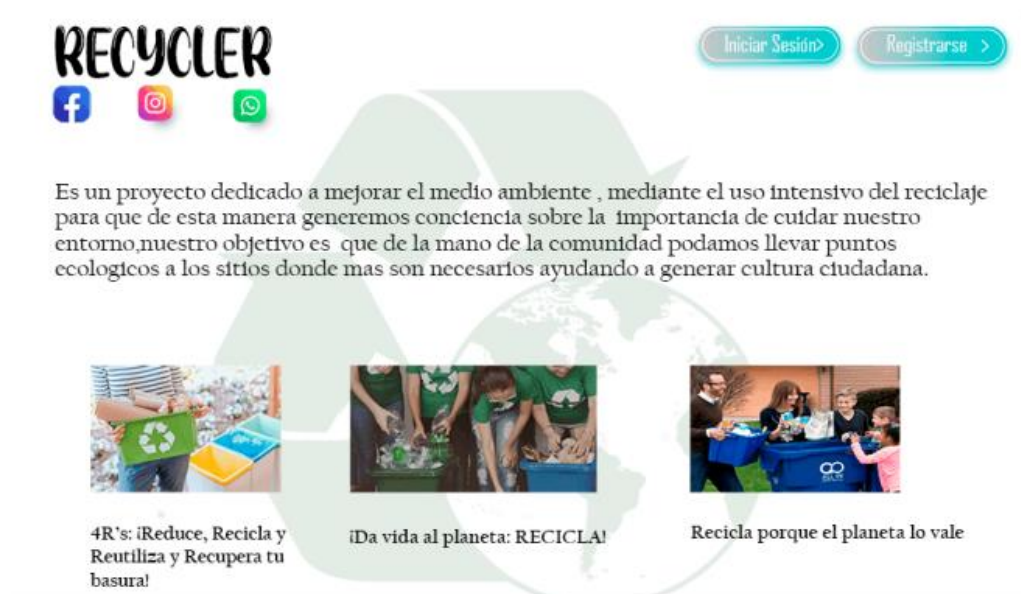 RECYCLER
Iniciar Sesión>
Registrarse >
Es un proyecto dedicado a mejorar el medio ambiente , mediante el uso intensivo del reciclaje
para que de esta manera generemos conciencia sobre la importancia de cuidar nuestro
entorno,nuestro objetivo es que de la mano de la comunidad podamos llevar puntos
ecologicos a los sitios donde mas son necesarios ayudando a generar cultura ciudadana.
4R's: ¡Reduce, Recicla y
Reutiliza y Recupera tu
basura!
¡Da vida al planeta: RECICLA!
Recicla porque el planeta lo vale